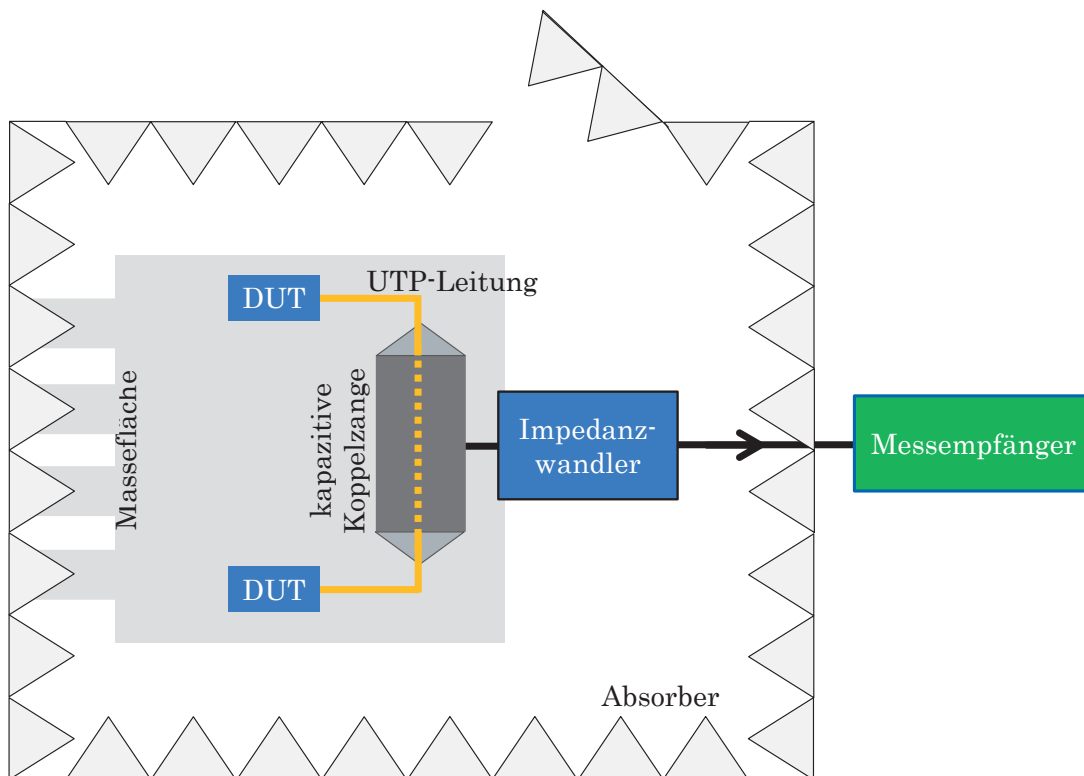 UTP-Leitung
DUT
Massefläche
kapazitive
Koppelzange
Impedanz-
wandler
Messempfänger
DUT
Absorber